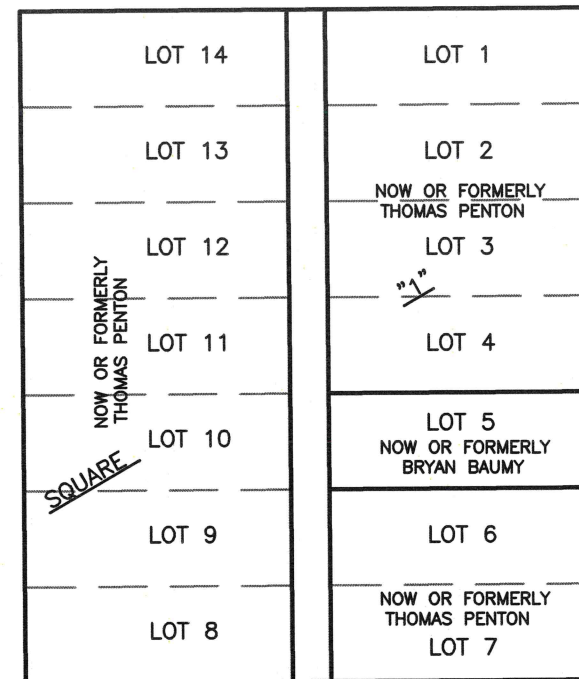 LOT 14
LOT 13
LOT 12
NOW OR FORMERLY
THOMAS PENTON
LOT 11
LOT 10
SQUARE
LOT 9
LOT 8
LOT 1
LOT 2
NOW OR FORMERLY
THOMAS PENTON
LOT 3
"1"
LOT 4
LOT 5
NOW OR FORMERLY
BRYAN BAUMY
LOT 6
NOW OR FORMERLY
THOMAS PENTON
LOT 7